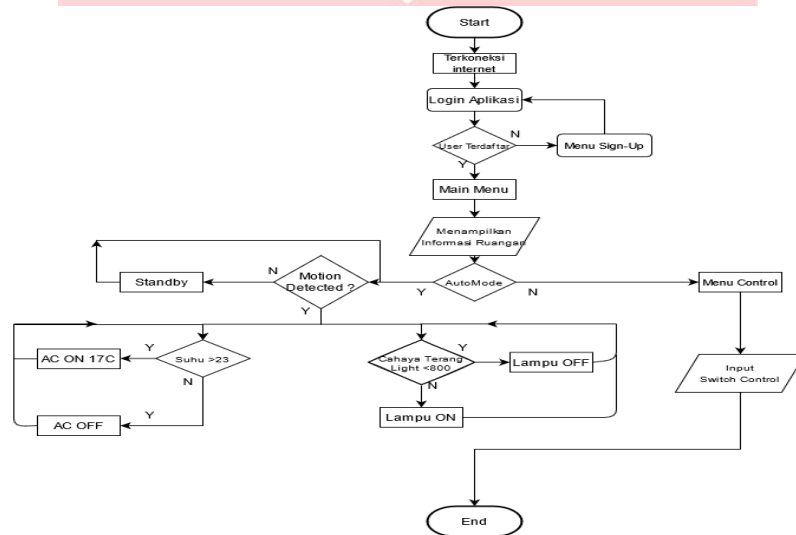 Start
Terkoneksi
internet
Login Aplikasi
N
User Terdaftar
Menu Sign-Up
Y
Main Menu
Menampilkan
Informasi Ruangan
N
Motion
Detected ?
Standby
AutoMode
Menu Control
Y
N
Y
Y
Suhu >23
AC ON 17C
N
Cahaya Terang
Light <800
Y
Lampu OFF
N
Input
Switch Control
Y
AC OFF
Lampu ON
End